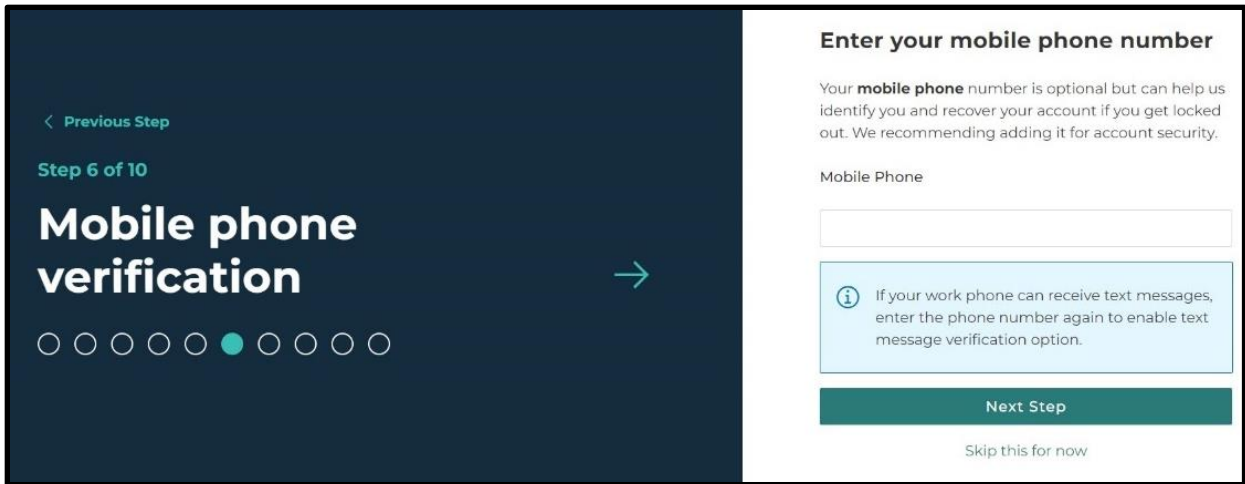 Previous Step
Step 6 of 10
Mobile phone
verification
Enter your mobile phone number
Your mobile phone number is optional but can help us
identify you and recover your account if you get locked
out. We recommending adding it for account security.
Mobile Phone
If your work phone can receive text messages,
enter the phone number again to enable text
message verification option.
Next Step
Skip this for now